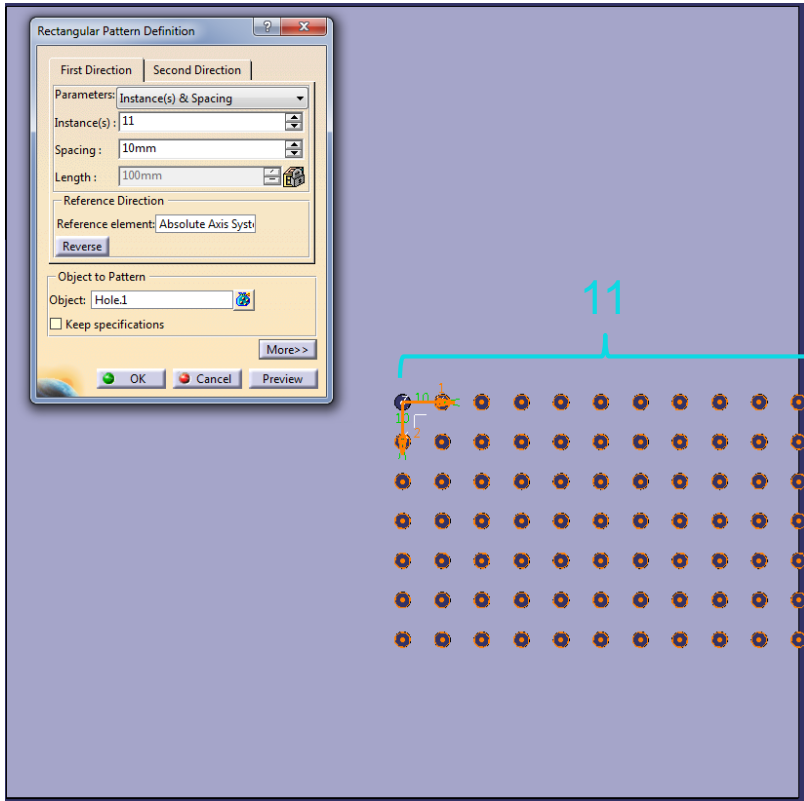 Rectangular Pattern Definition
First Direction Second Direction
Parameters: Instance(s) & Spacing
Instance(s) : 11
Spacing : 10mm
Length : 100mm
Reference Direction
Reference element: Absolute Axis Syst
Reverse
Object to Pattern
Object: Hole.1
Keep specifications
More>>
OK Cancel Preview
11
10
10